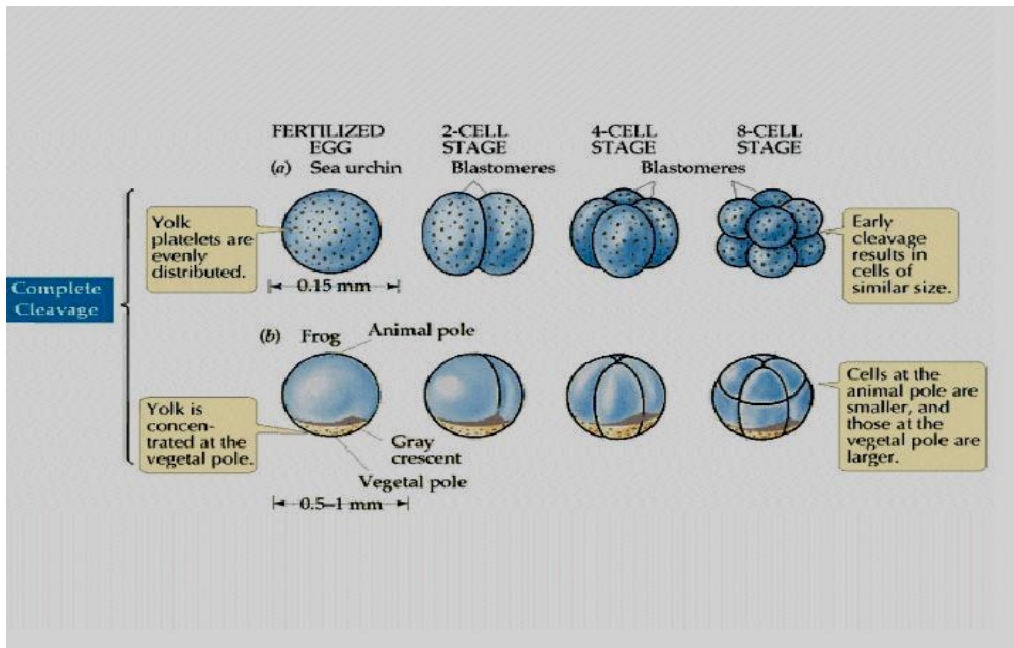 FERTILIZED
EGG
2-CELL
STAGE
4-CELL
STAGE
8-CELL
STAGE
(a) Sea urchin
Blastomeres
Blastomeres
Yolk
platelets are
evenly
distributed.
Early
cleavage
results in
cells of
similar size.
0.15 mm
Complete
Cleavage
(b) Frog
Animal pole
Yolk is
concen-
trated at the
vegetal pole.
Gray
crescent
Vegetal pole
Cells at the
animal pole are
smaller, and
those at the
vegetal pole are
larger.
0.5–1 mm